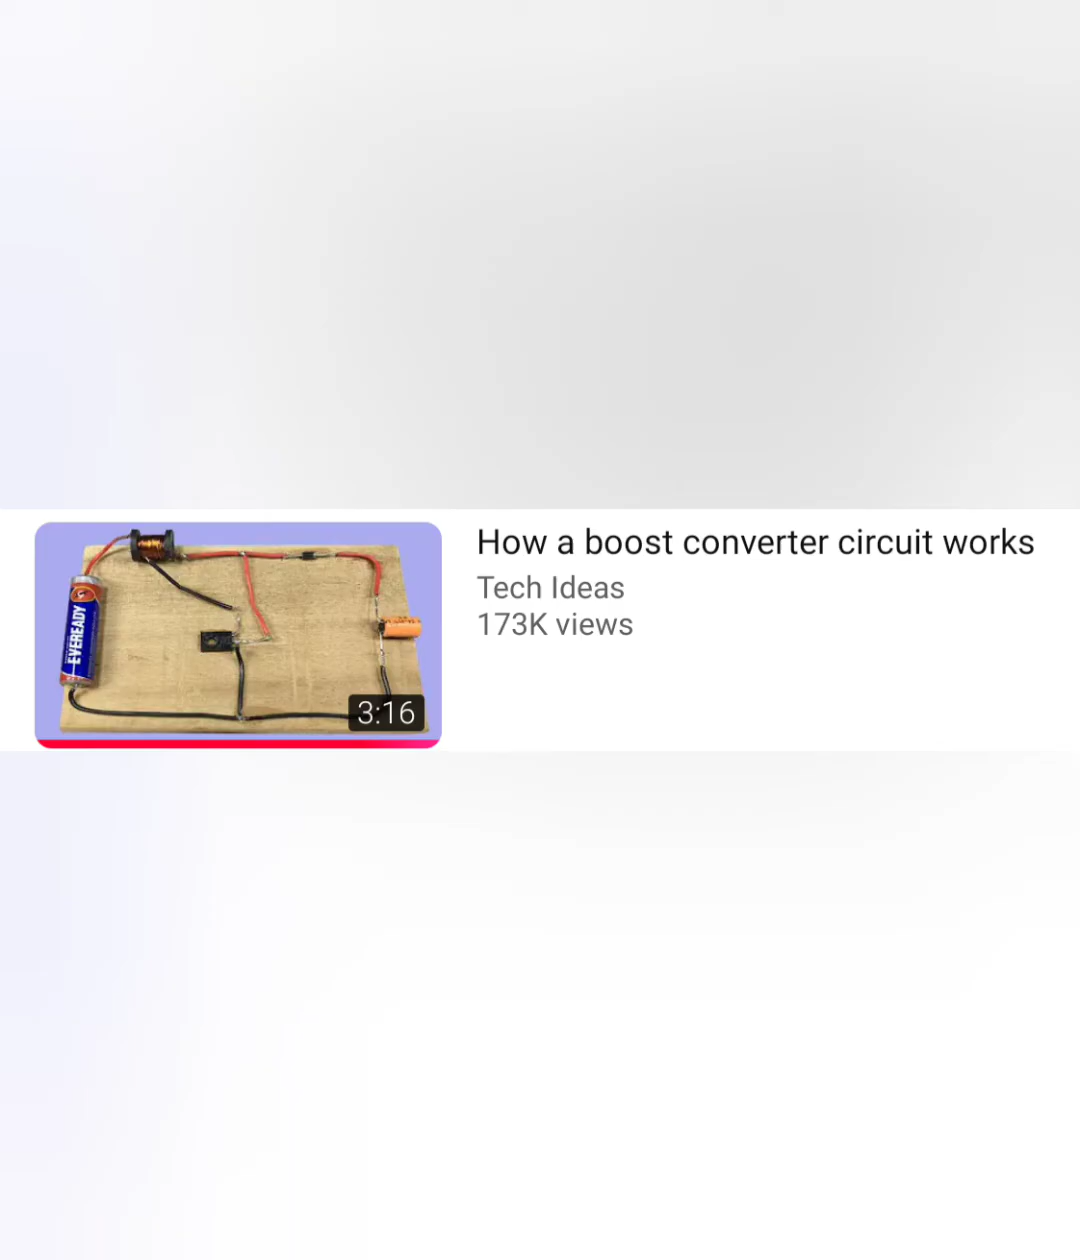 EVEREADY
3:16
How a boost converter circuit works
Tech Ideas
173K views